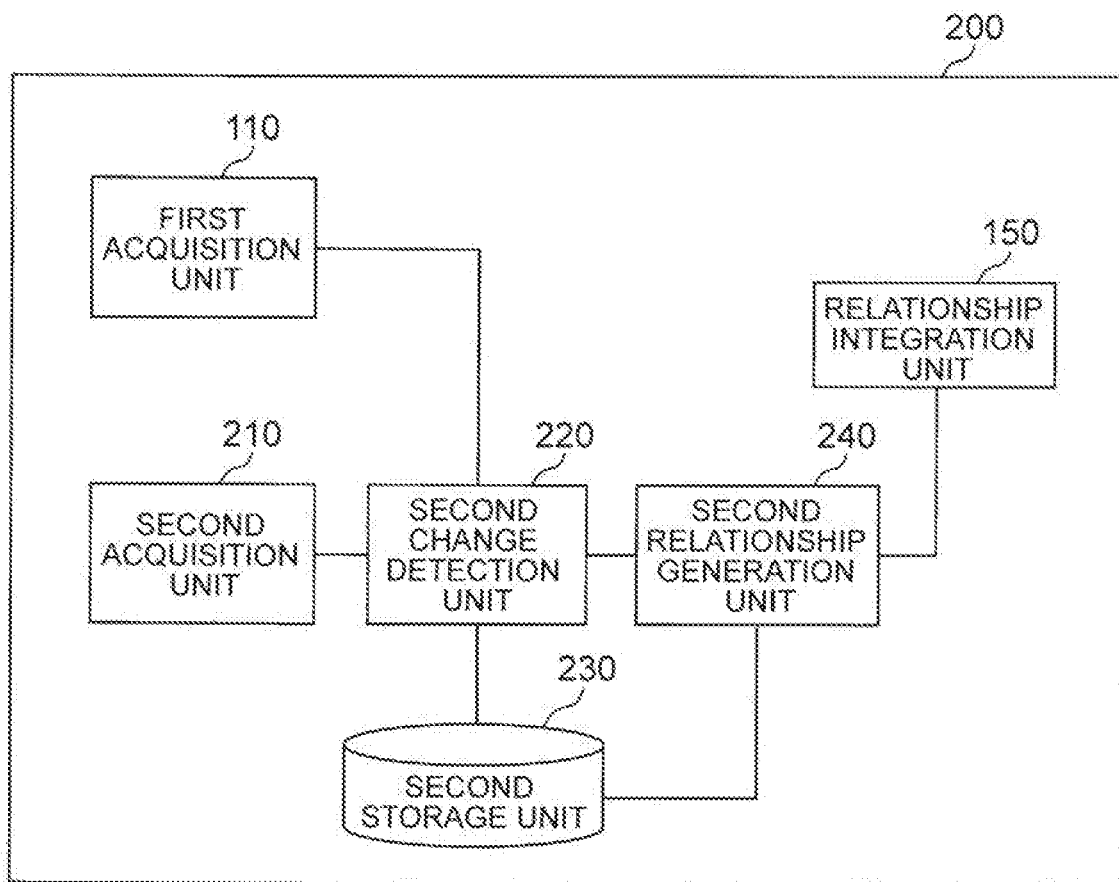 200
110
FIRST
ACQUISITION
UNIT
150
RELATIONSHIP
INTEGRATION
UNIT
210
SECOND
ACQUISITION
UNIT
220
SECOND
CHANGE
DETECTION
UNIT
240
SECOND
RELATIONSHIP
GENERATION
UNIT
230
SECOND
STORAGE UNIT